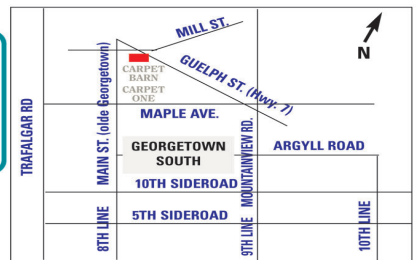 MILL ST.
N
GUELPH ST. (Hwy. 7)
CARPET
BARN
CARPET
ONE
TRAFALGAR RD
MAIN ST. (olde Georgetown)
MAPLE AVE.
GEORGETOWN
SOUTH
MOUNTAINVIEW RD.
ARGYLL ROAD
10TH SIDEROAD
5TH SIDEROAD
8TH LINE
9TH LINE
10TH LINE